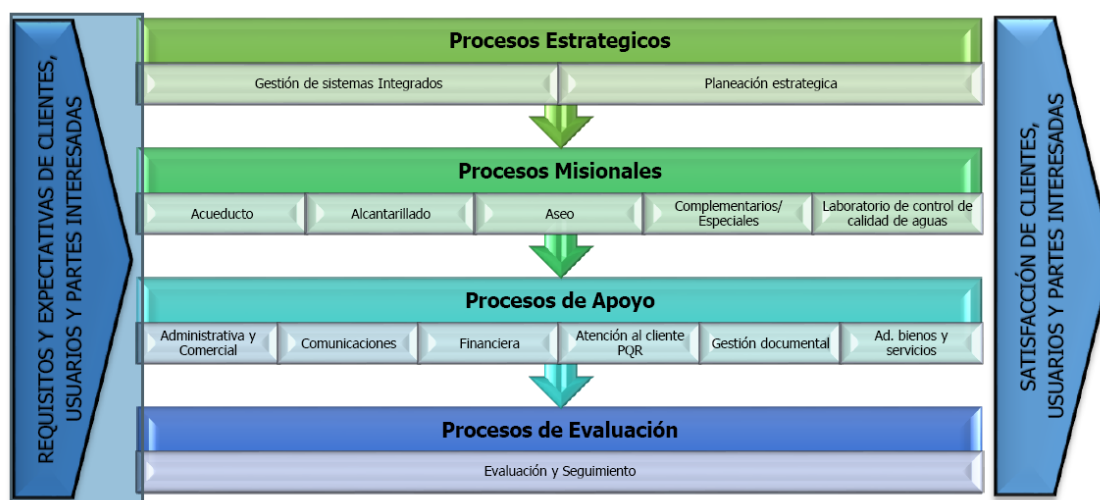 REQUISITOS Y EXPECTATIVAS DE CLIENTES,
USUARIOS Y PARTES INTERESADAS
Procesos Estrategicos
Gestión de sistemas Integrados
Planeación estrategica
Procesos Misionales
Acueducto
Alcantarillado
Aseo
Complementarios/
Especiales
Laboratorio de control de
calidad de aguas
Procesos de Apoyo
Administrativa y
Comercial
Comunicaciones
Financiera
Atención al cliente
PQR
Gestión documental
Ad. bienos y
servicios
Procesos de Evaluación
Evaluación y Seguimiento
SATISFACCIÓN DE CLIENTES,
USUARIOS Y PARTES INTERESADAS